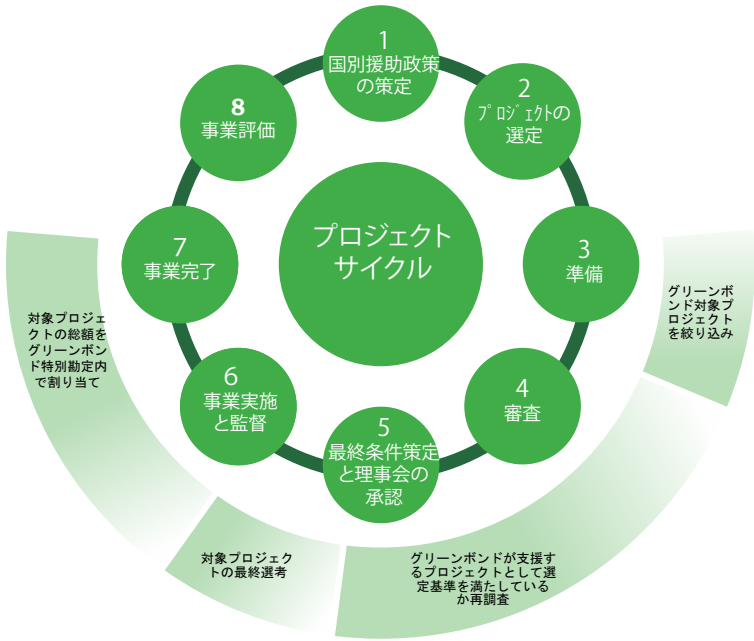 1
国別援助政策
の策定
2
プロジェクトの
選定
3
準備
4
審査
5
最終条件策定
と理事会の
承認
6
事業実施
と監督
7
事業完了
8
事業評価
プロジェクト
サイクル
グリーンボ
ンド対象プ
ロジェクト
を絞り込み
グリーンボンドが支援す
るプロジェクトとして選
定基準を満たしている
か再調査
対象プロジェク
トの最終選考
対象プロジェ
クトの総額を
グリーンボン
ド特別勘定内
で割り当て